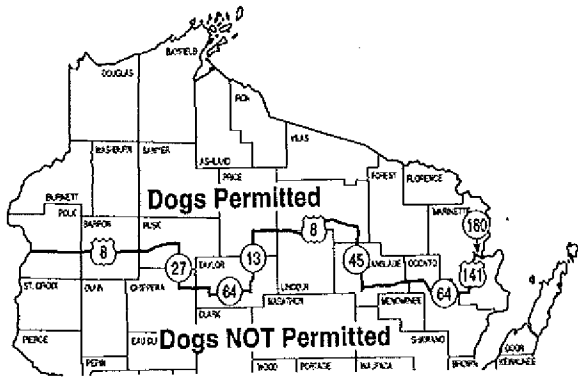 BAYFIELD
DOUGLAS
IRON
VILAS
WASHBURN SAWYER
ASHLAND
PRICE
FOREST FLORENCE
BURNETT
Dogs Permitted
POLK
MARINETTE
BARRON RUSK
180
8
8
13
45
27
TAYLOR
LANGLADE OCONTO
141
ST. CROIX DUNN CHIPPEWA
64
LINCOLN
64
CLARK
MARATHON
MENOMINEE
PIERCE
Dogs NOT Permitted
SHAWANO
DOOR
PEPIN
WOOD PORTAGE WAUPACA
BROWN KEWAUNEE